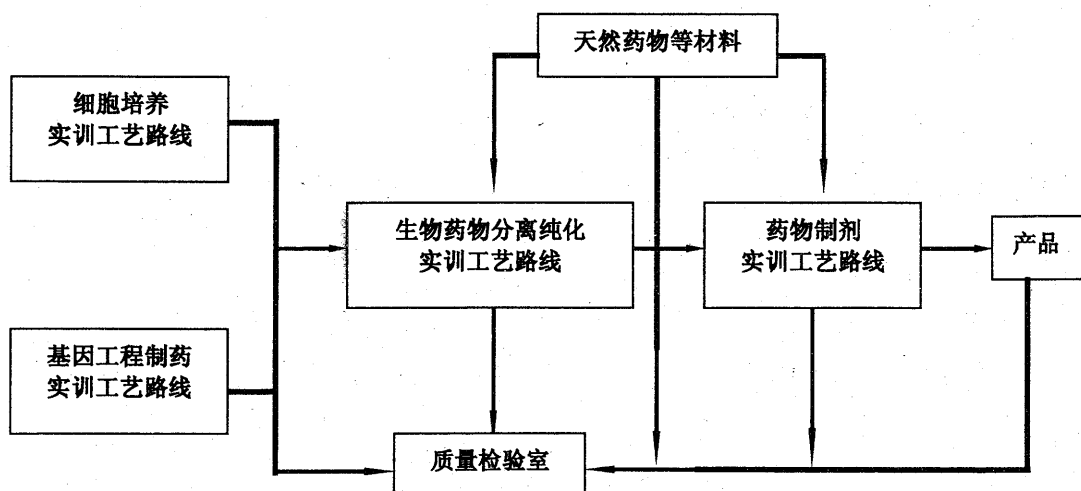 天然药物等材料
细胞培养
实训工艺路线
生物药物分离纯化
实训工艺路线
药物制剂
实训工艺路线
产品
基因工程制药
实训工艺路线
质量检验室